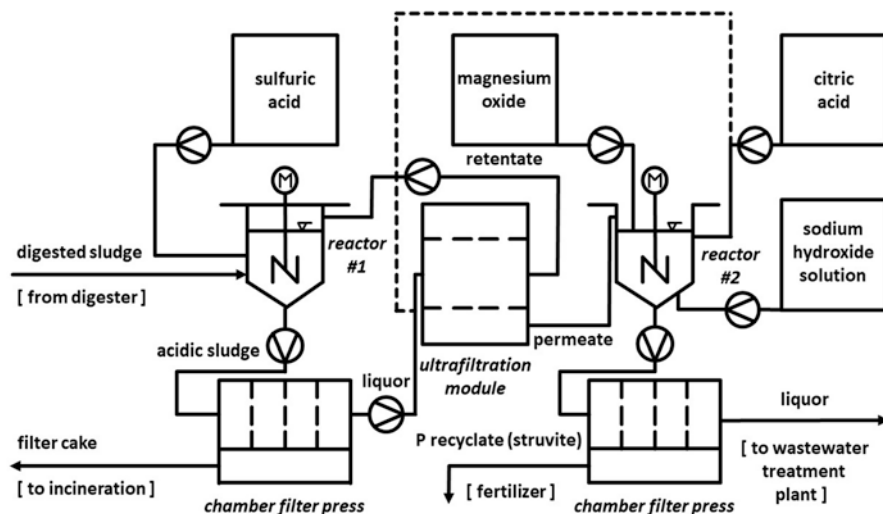 sulfuric
acid
magnesium
oxide
citric
acid
retentate
M
M
reactor
#1
digested sludge
[ from digester ]
sodium
hydroxide
solution
reactor
#2
acidic sludge
permeate
ultrafiltration
module
liquor
liquor
filter cake
P recyclate (struvite)
[ to wastewater
treatment
plant ]
[ to incineration ]
[ fertilizer ]
chamber filter press
chamber filter press